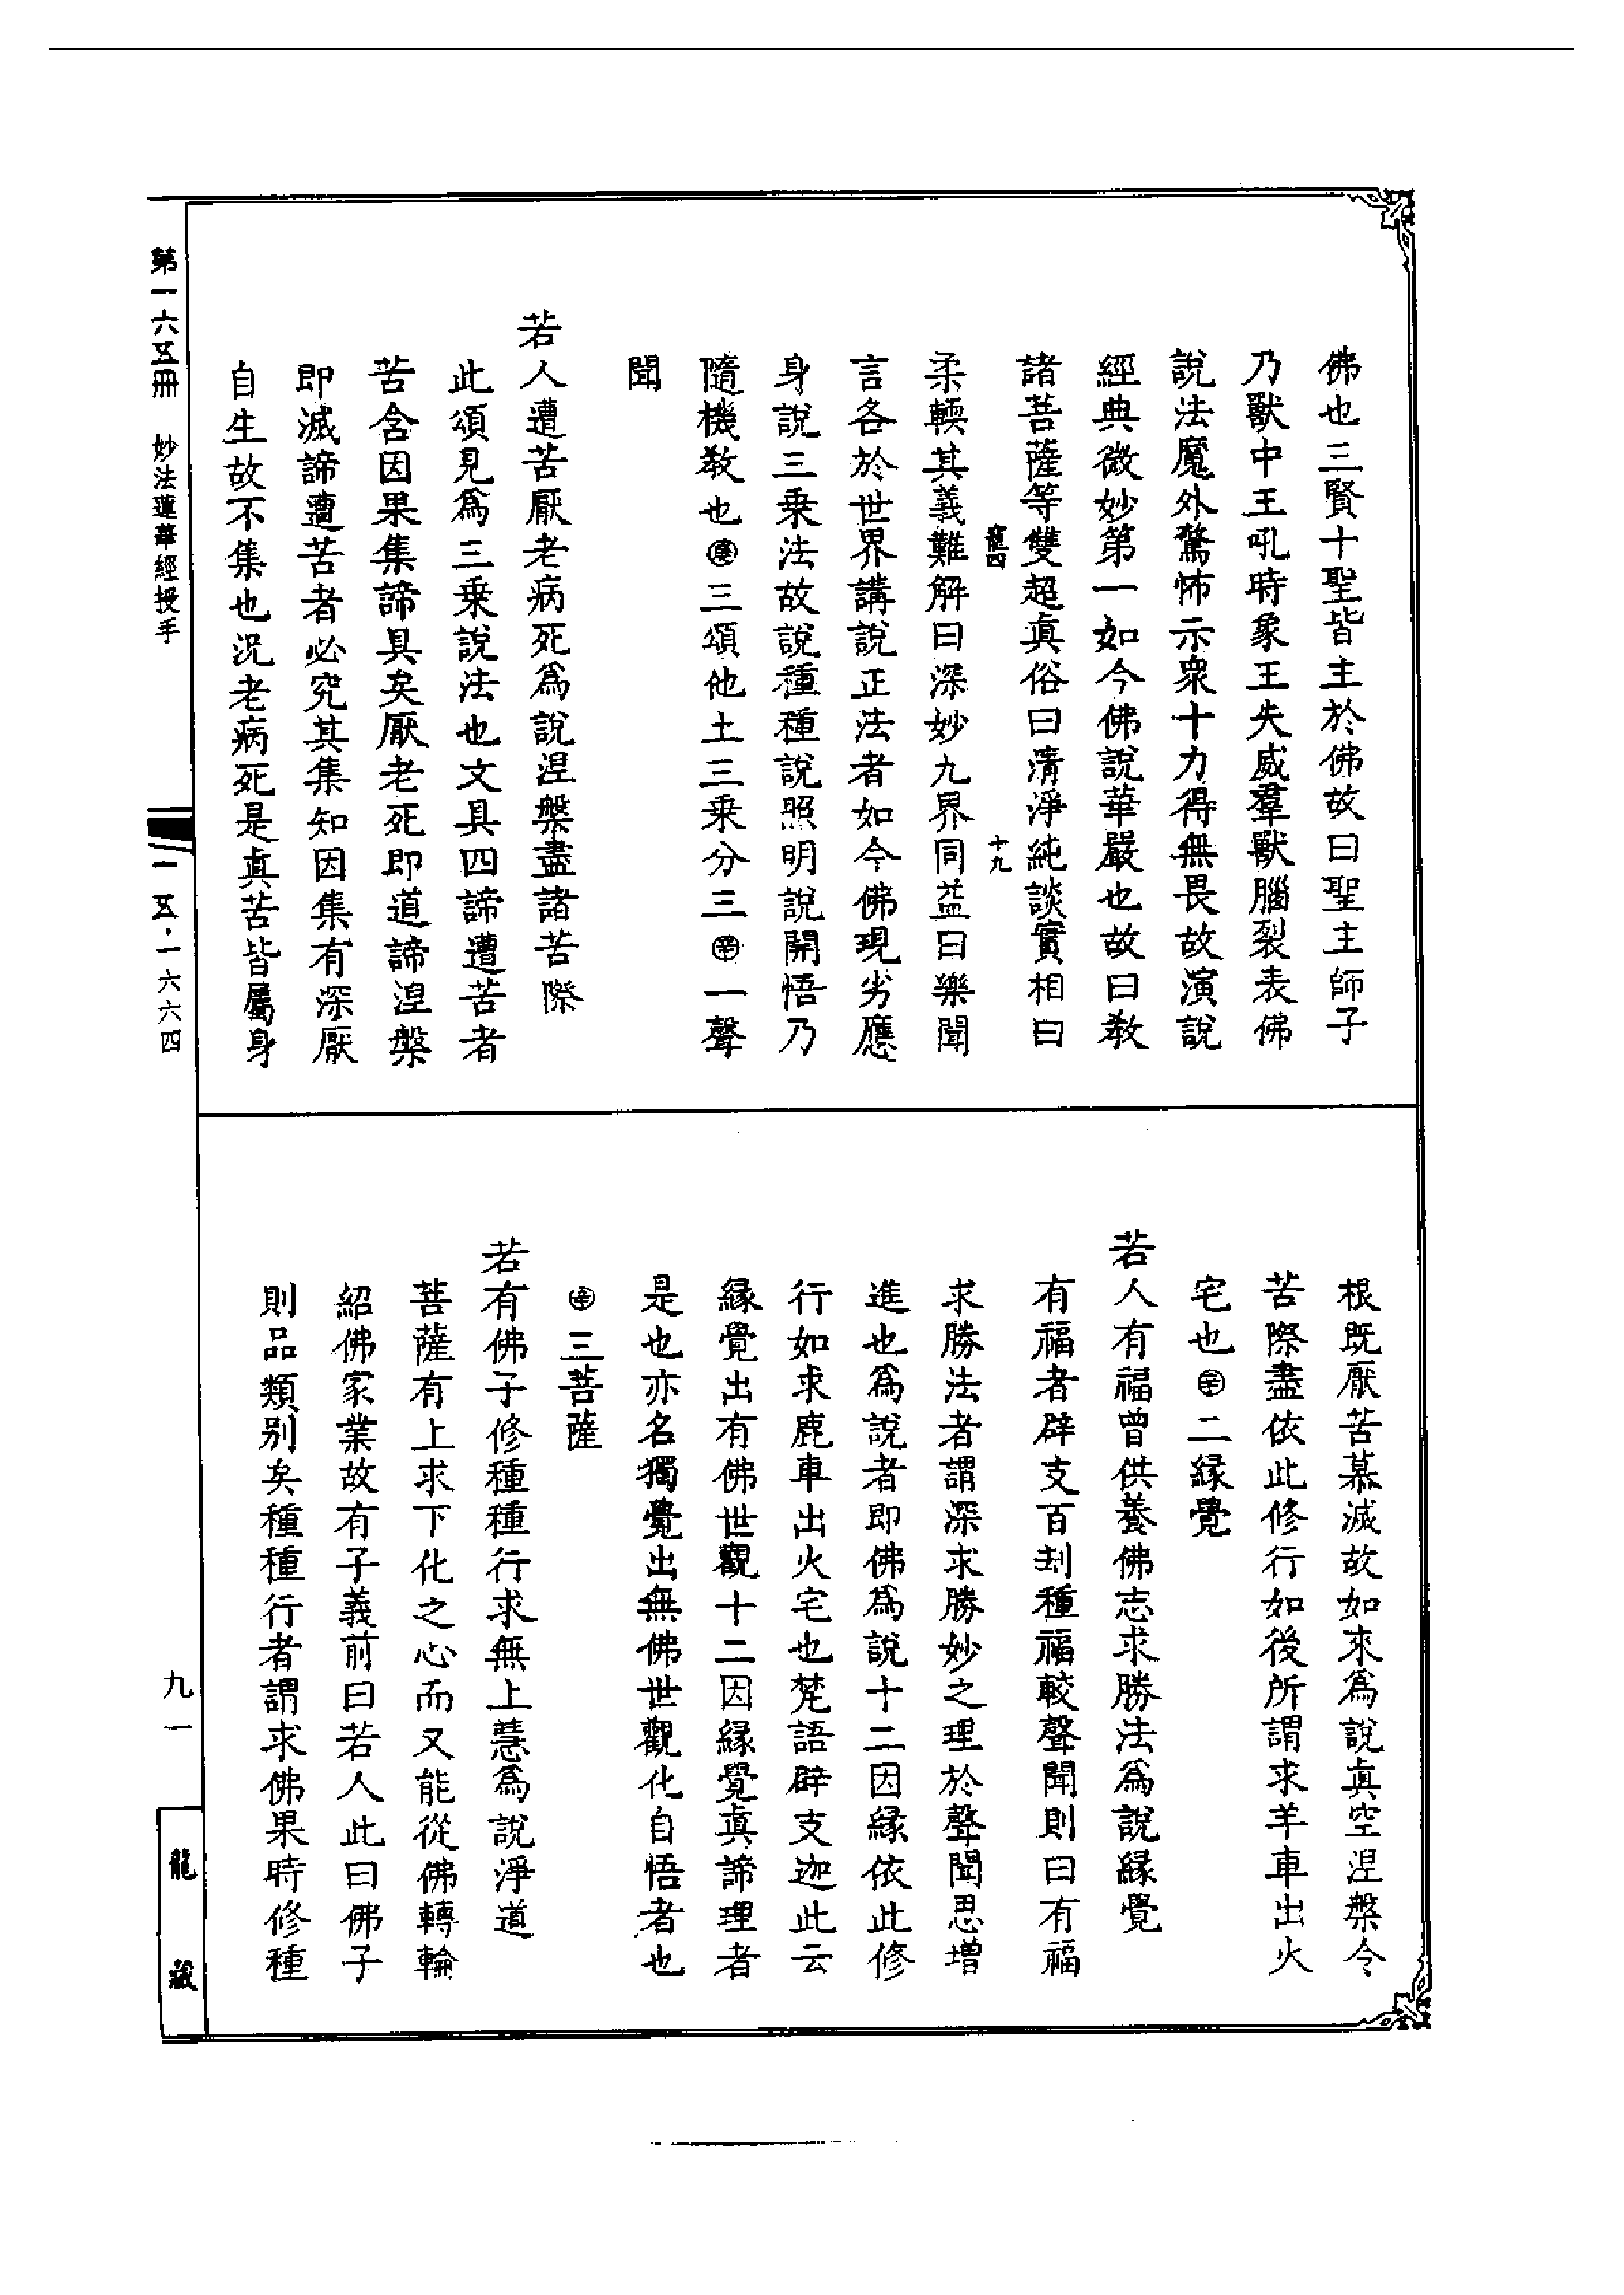 佛也三賢十聖皆主於佛故曰聖主師子
乃獸中王吼時象王失威羣獸腦裂表佛
說法魔外驚怖示衆十力得無畏故演說
經典微妙第一如今佛說華嚴也故曰教
諸菩薩等雙超眞俗曰清淨純談實相曰
龍四 十九
柔輭其義難解曰深妙九界同益曰樂聞
言各於世界講說正法者如今佛現劣應
身說三乗法故說種種說照明說開悟乃
隨機教也㊀三頌他土三乗分三㊀一聲
聞
若人遭苦厭老病死爲說涅槃盡諸苦際
此頌見爲三乗說法也文具四諦遭苦者
苦含因果集諦具矣厭老死即道諦涅槃
即滅諦遭苦者必究其集知因集有深厭
自生故不集也況老病死是眞苦皆屬身
根既厭苦慕滅故如來爲說眞空涅槃令
苦際盡依此修行如後所謂求羊車出火
宅也㊀二緣覺
若人有福曾供養佛志求勝法爲說緣覺
有福者辟支百刦種福較聲聞則曰有福
求勝法者謂深求勝妙之理於聲聞思增
進也爲說者即佛爲說十二因緣依此修
行如求鹿車出火宅也梵語辟支迦此云
緣覺出有佛世觀十二因緣覺眞諦理者
是也亦名獨覺出無佛世觀化自悟者也
㊀三菩薩
若有佛子修種種行求無上慧爲說淨道
菩薩有上求下化之心而又能從佛轉輪
紹佛家業故有子義前曰若人此曰佛子
則品類别矣種種行者謂求佛果時修種
第一六五冊 妙法蓮華經授手
一五·一六六四
九一
龍藏